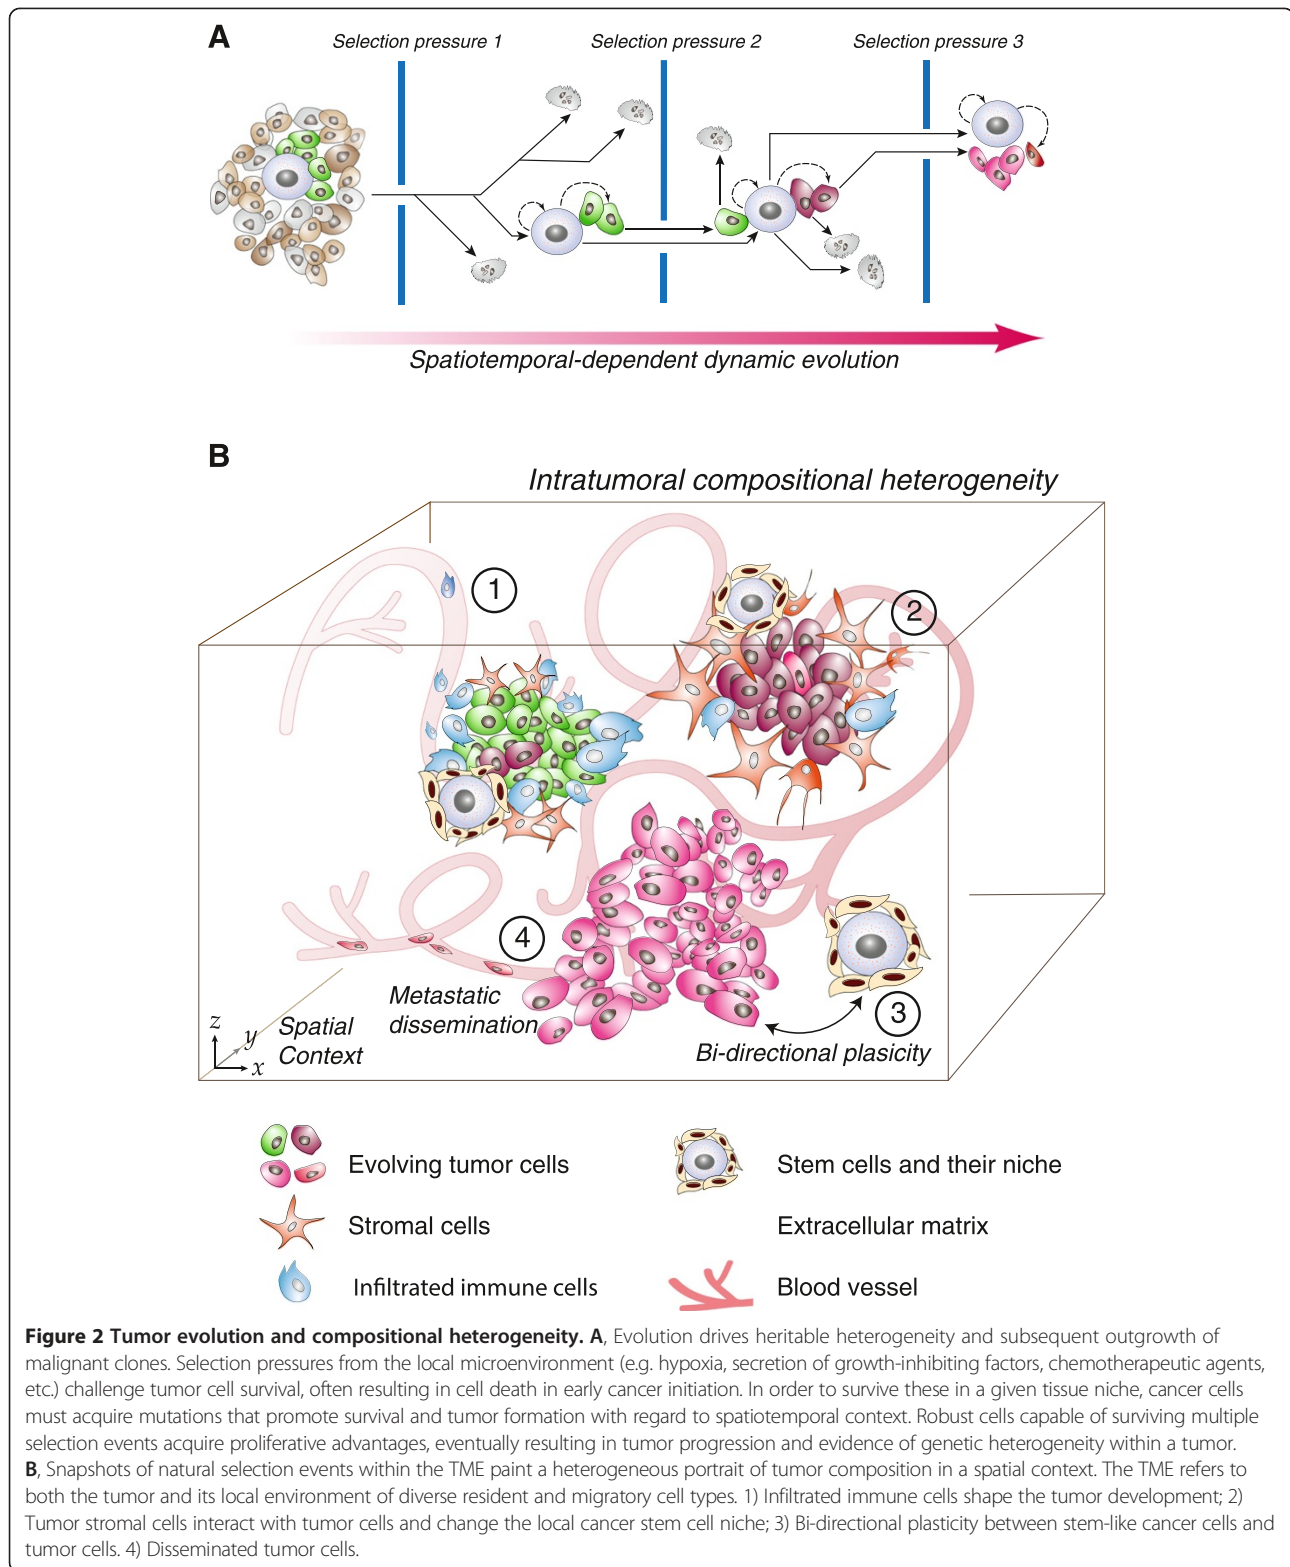 A
Selection pressure 1
Selection pressure 2
Selection pressure 3
Spatiotemporal-dependent dynamic evolution
B
Intratumoral compositional heterogeneity
1
2
4
Metastatic
dissemination
3
Bi-directional plasicity
z
y
x
Spatial
Context
Evolving tumor cells
Stem cells and their niche
Stromal cells
Extracellular matrix
Infiltrated immune cells
Blood vessel
Figure 2 Tumor evolution and compositional heterogeneity. A, Evolution drives heritable heterogeneity and subsequent outgrowth of
malignant clones. Selection pressures from the local microenvironment (e.g. hypoxia, secretion of growth-inhibiting factors, chemotherapeutic agents,
etc.) challenge tumor cell survival, often resulting in cell death in early cancer initiation. In order to survive these in a given tissue niche, cancer cells
must acquire mutations that promote survival and tumor formation with regard to spatiotemporal context. Robust cells capable of surviving multiple
selection events acquire proliferative advantages, eventually resulting in tumor progression and evidence of genetic heterogeneity within a tumor.
B, Snapshots of natural selection events within the TME paint a heterogeneous portrait of tumor composition in a spatial context. The TME refers to
both the tumor and its local environment of diverse resident and migratory cell types. 1) Infiltrated immune cells shape the tumor development; 2)
Tumor stromal cells interact with tumor cells and change the local cancer stem cell niche; 3) Bi-directional plasticity between stem-like cancer cells and
tumor cells. 4) Disseminated tumor cells.